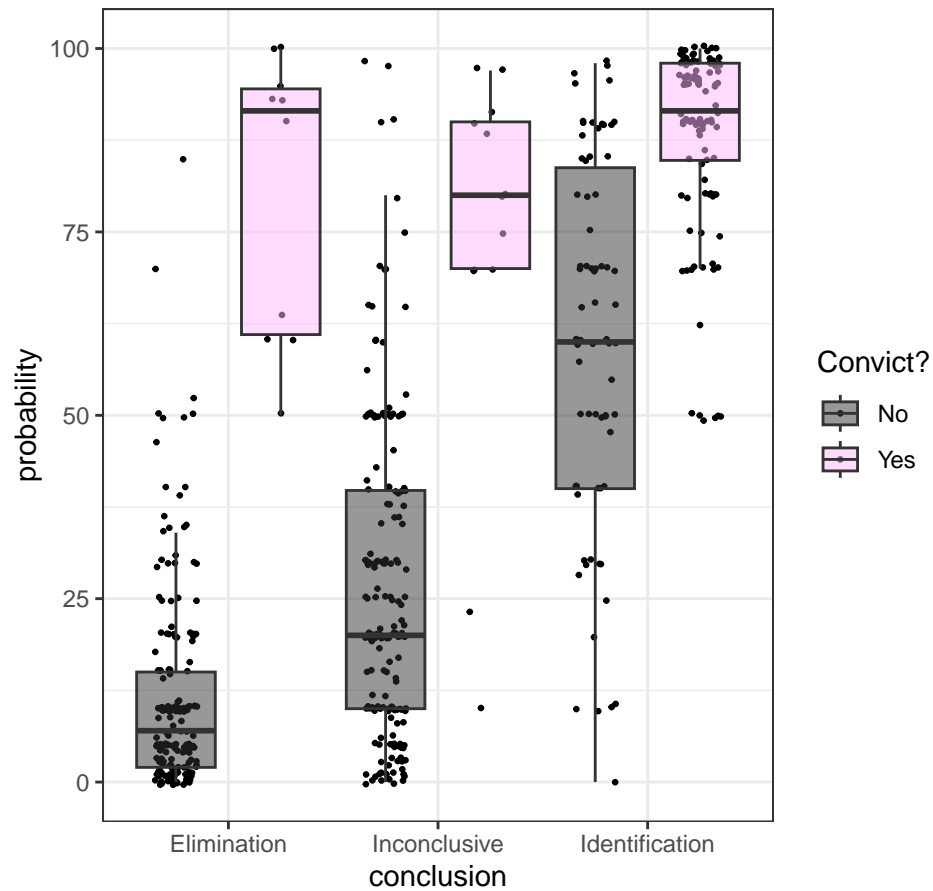 100
75
50
25
0
probability
Elimination
Inconclusive
Identification
conclusion
Convict?
No
Yes